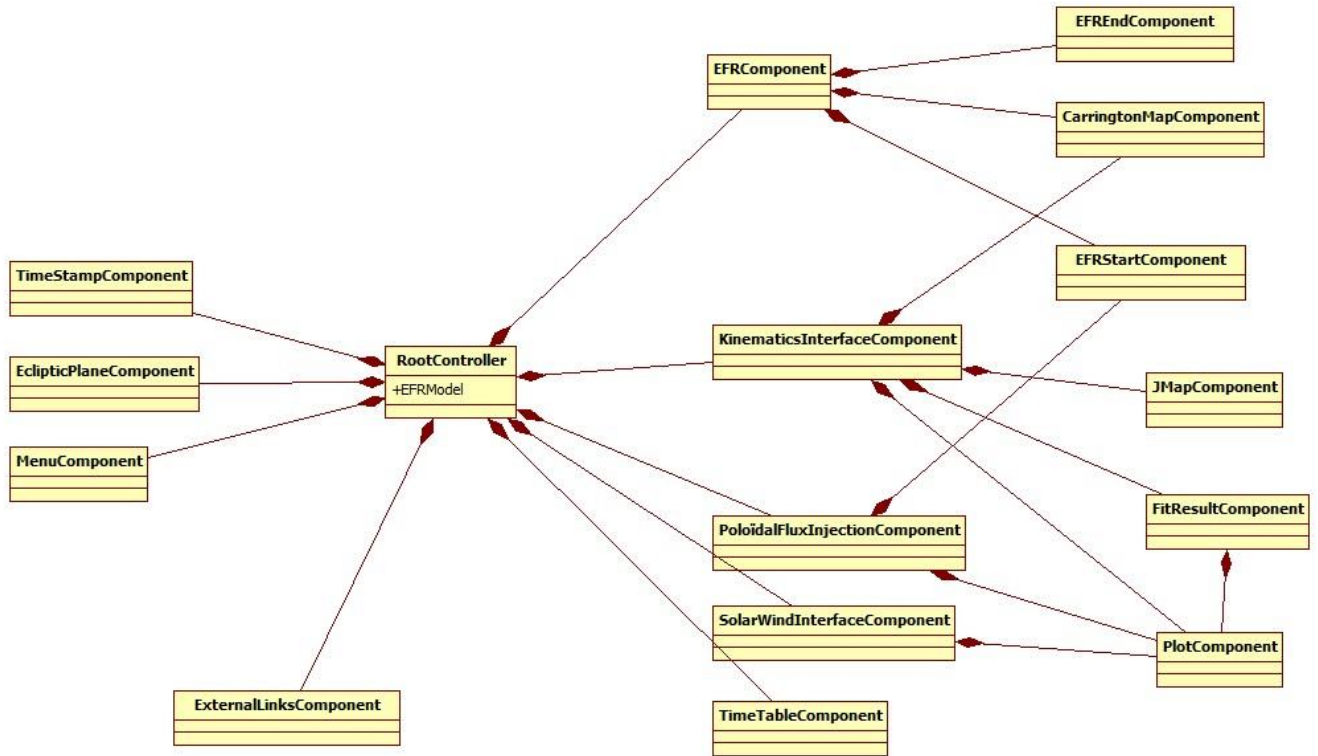 EFREndComponent
EFRComponent
CarringtonMapComponent
EFRStartComponent
TimeStampComponent
KinematicsInterfaceComponent
RootController
+EFRModel
EclipticPlaneComponent
JMapComponent
MenuComponent
FitResultComponent
PoloïdalFluxInjectionComponent
SolarWindInterfaceComponent
PlotComponent
ExternalLinksComponent
TimeTableComponent